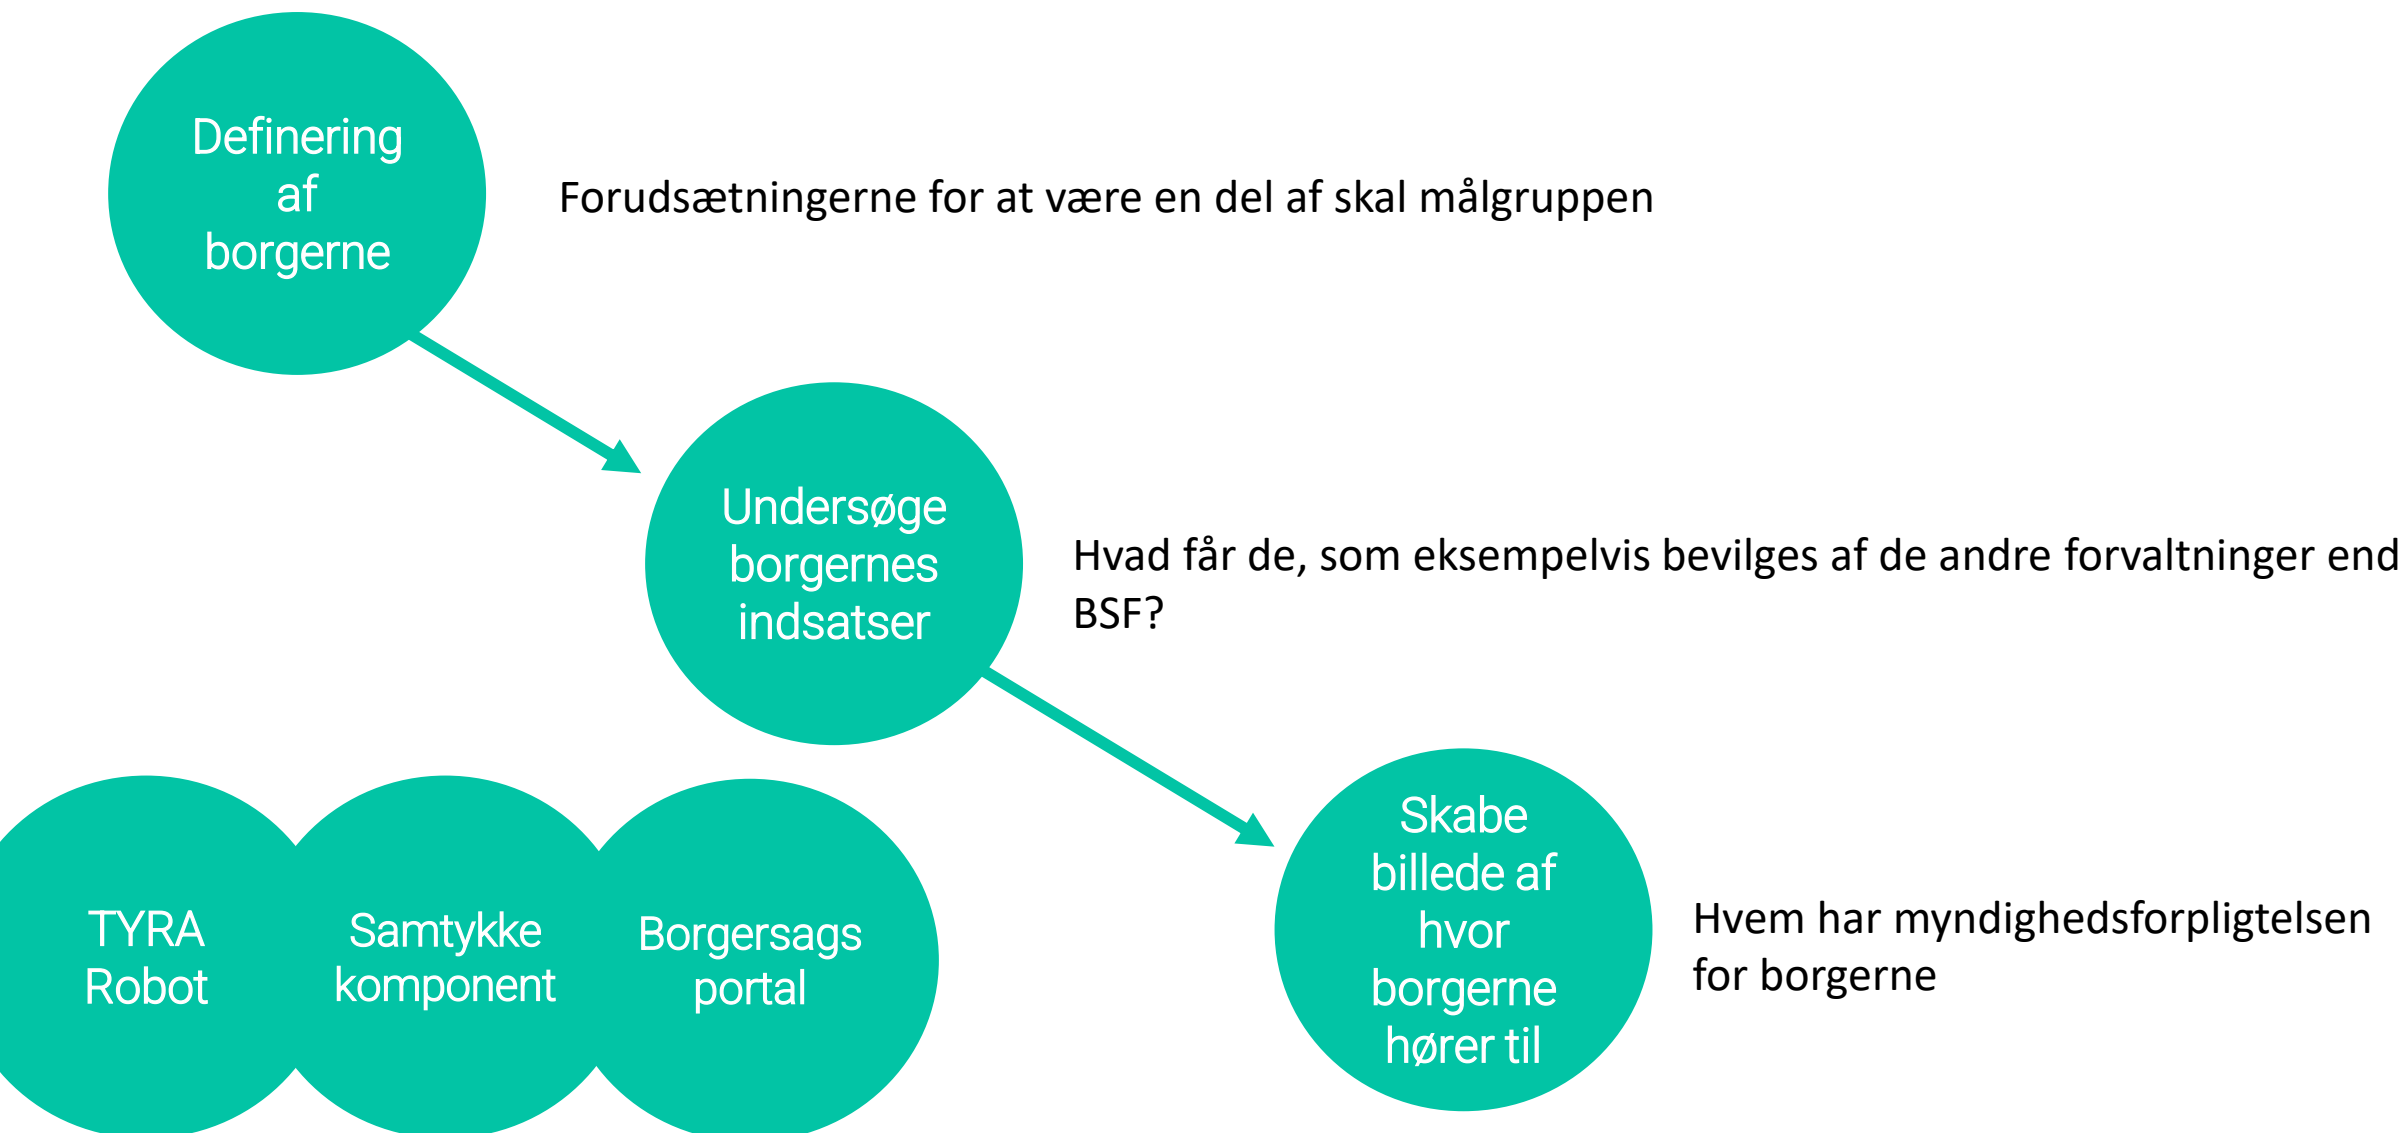 Definering
af
borgerne
Forudsætningerne for at være en del af skal målgruppen
Undersøge
borgernes
indsatser
Hvad får de, som eksempelvis bevilges af de andre forvaltninger end
BSF?
Skabe
billede af
hvor
borgerne
hører til
Hvem har myndighedsforpligtelsen
for borgerne
TYRA
Robot
Samtykke
komponent
Borgersags
portal